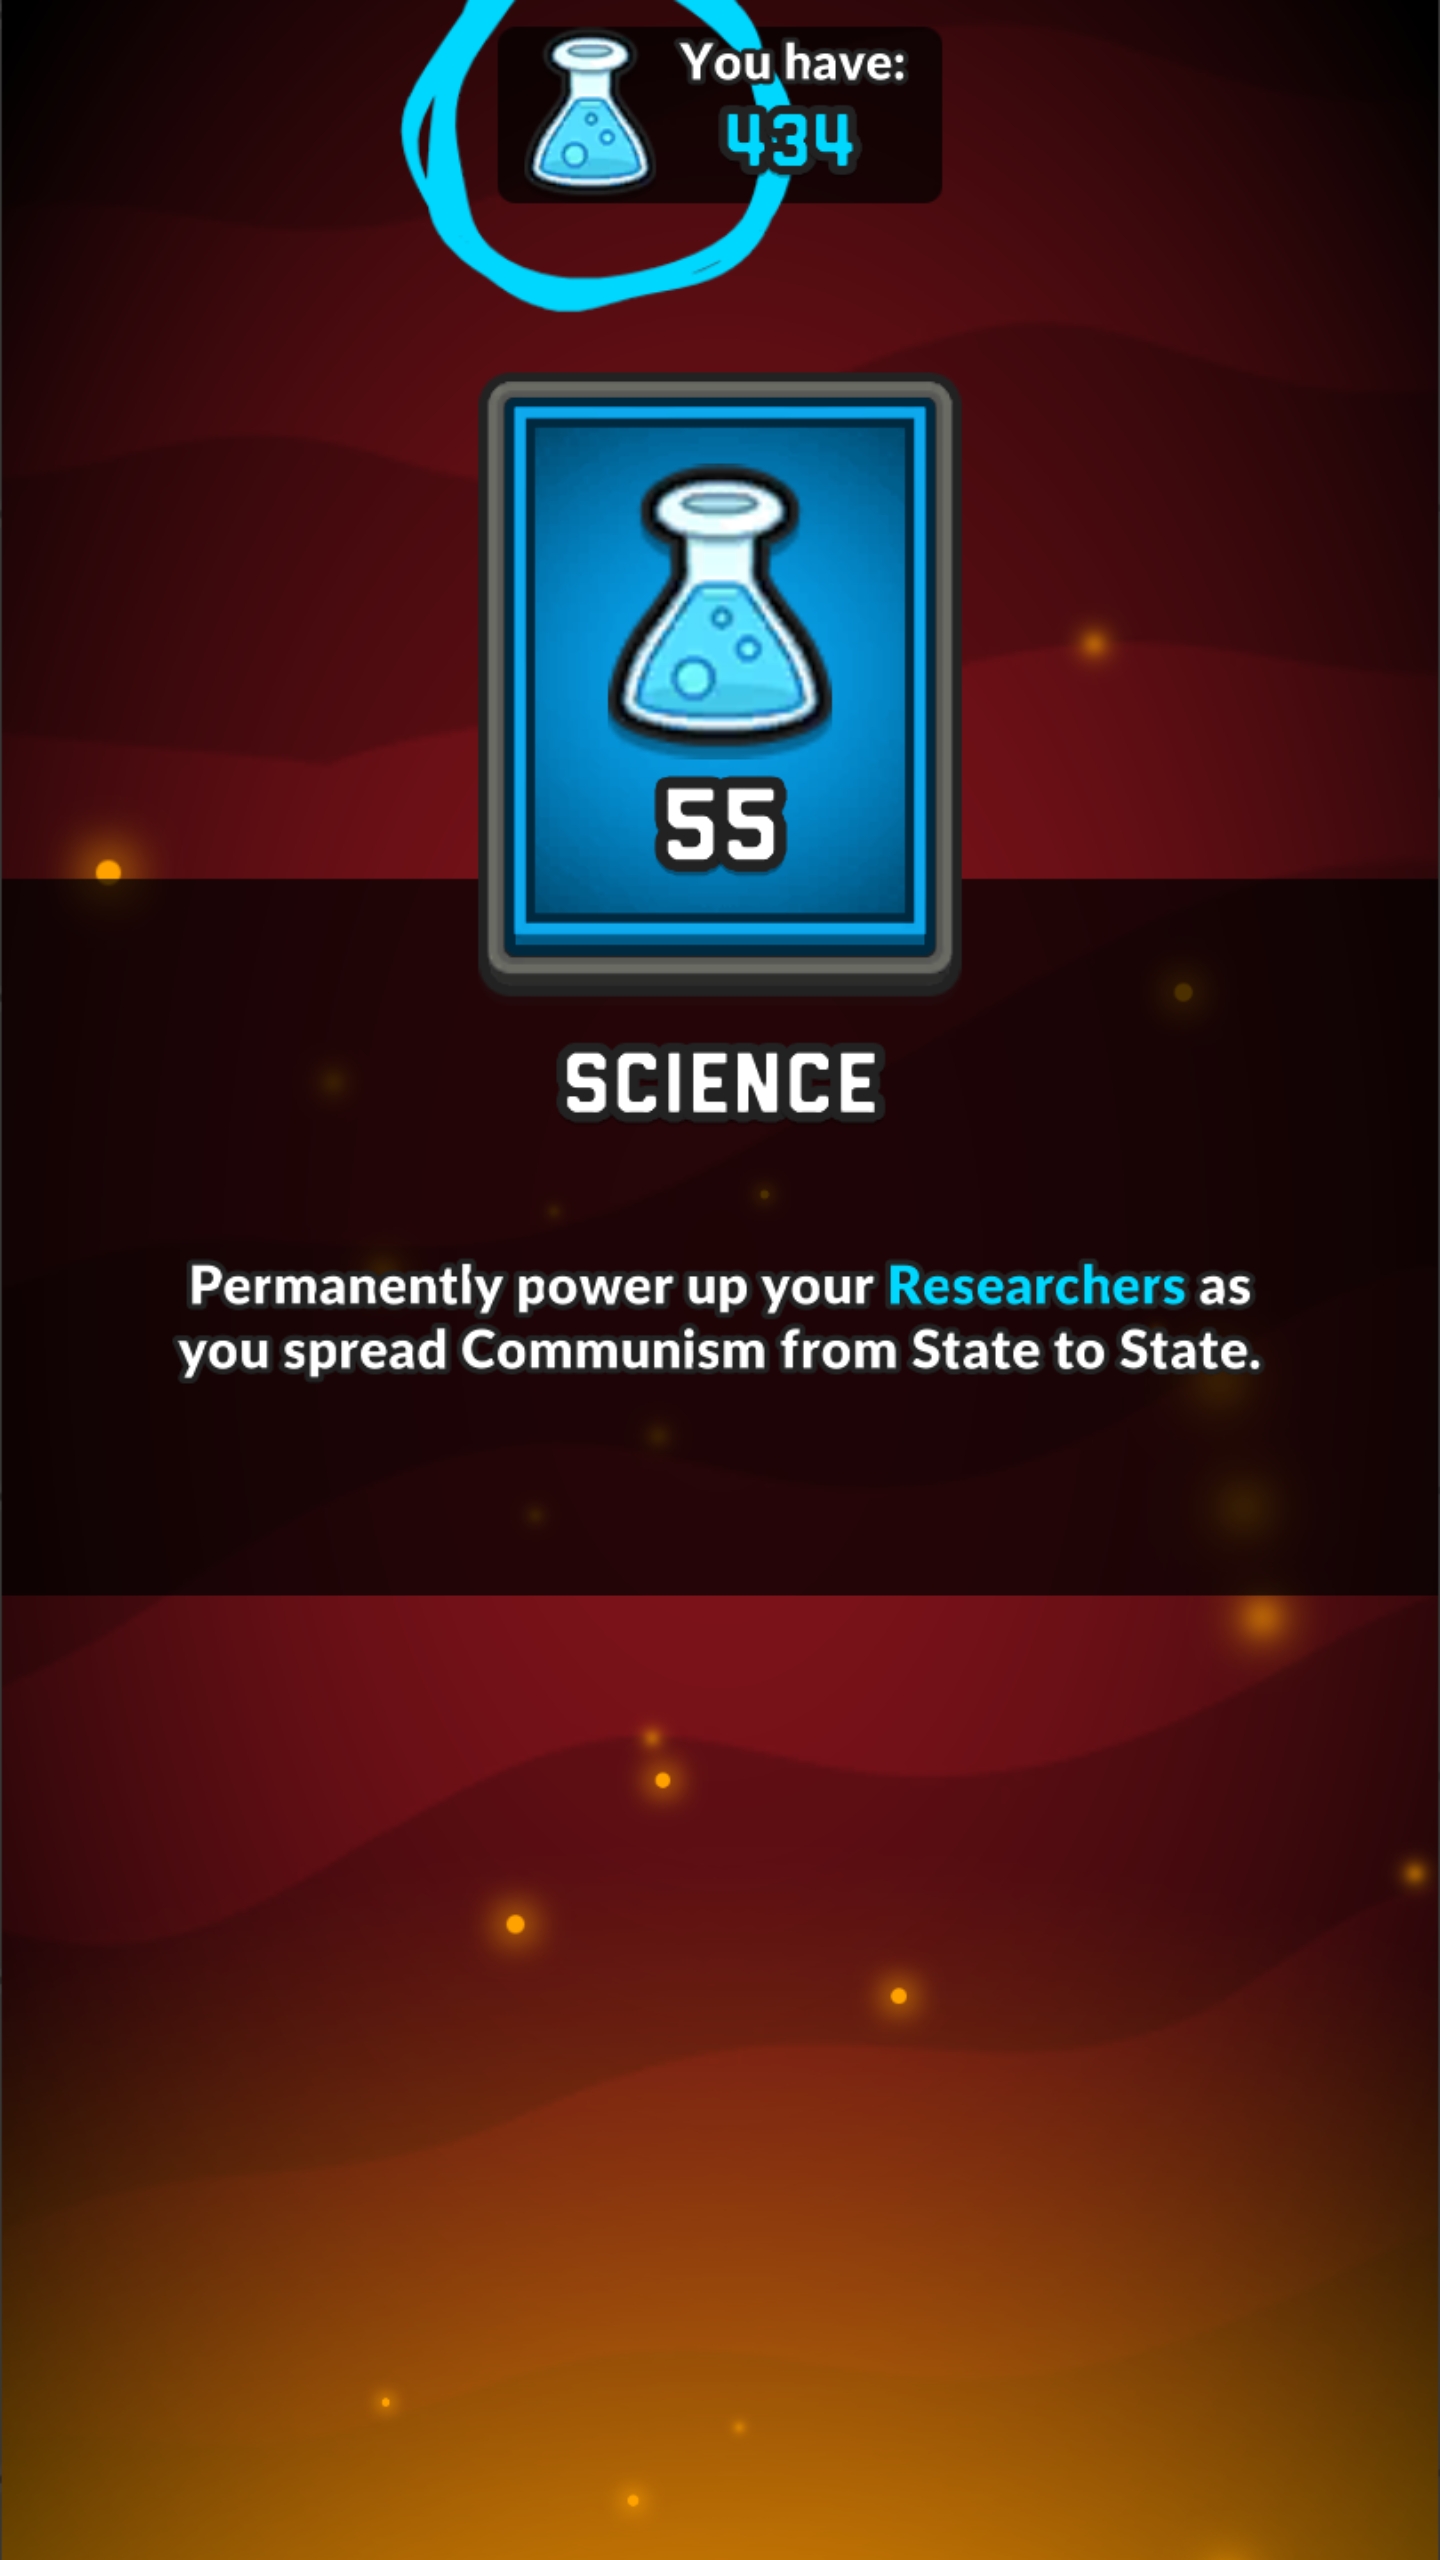 You have:
434
55
SCIENCE
Permanently power up your Researchers as
you spread Communism from State to State.